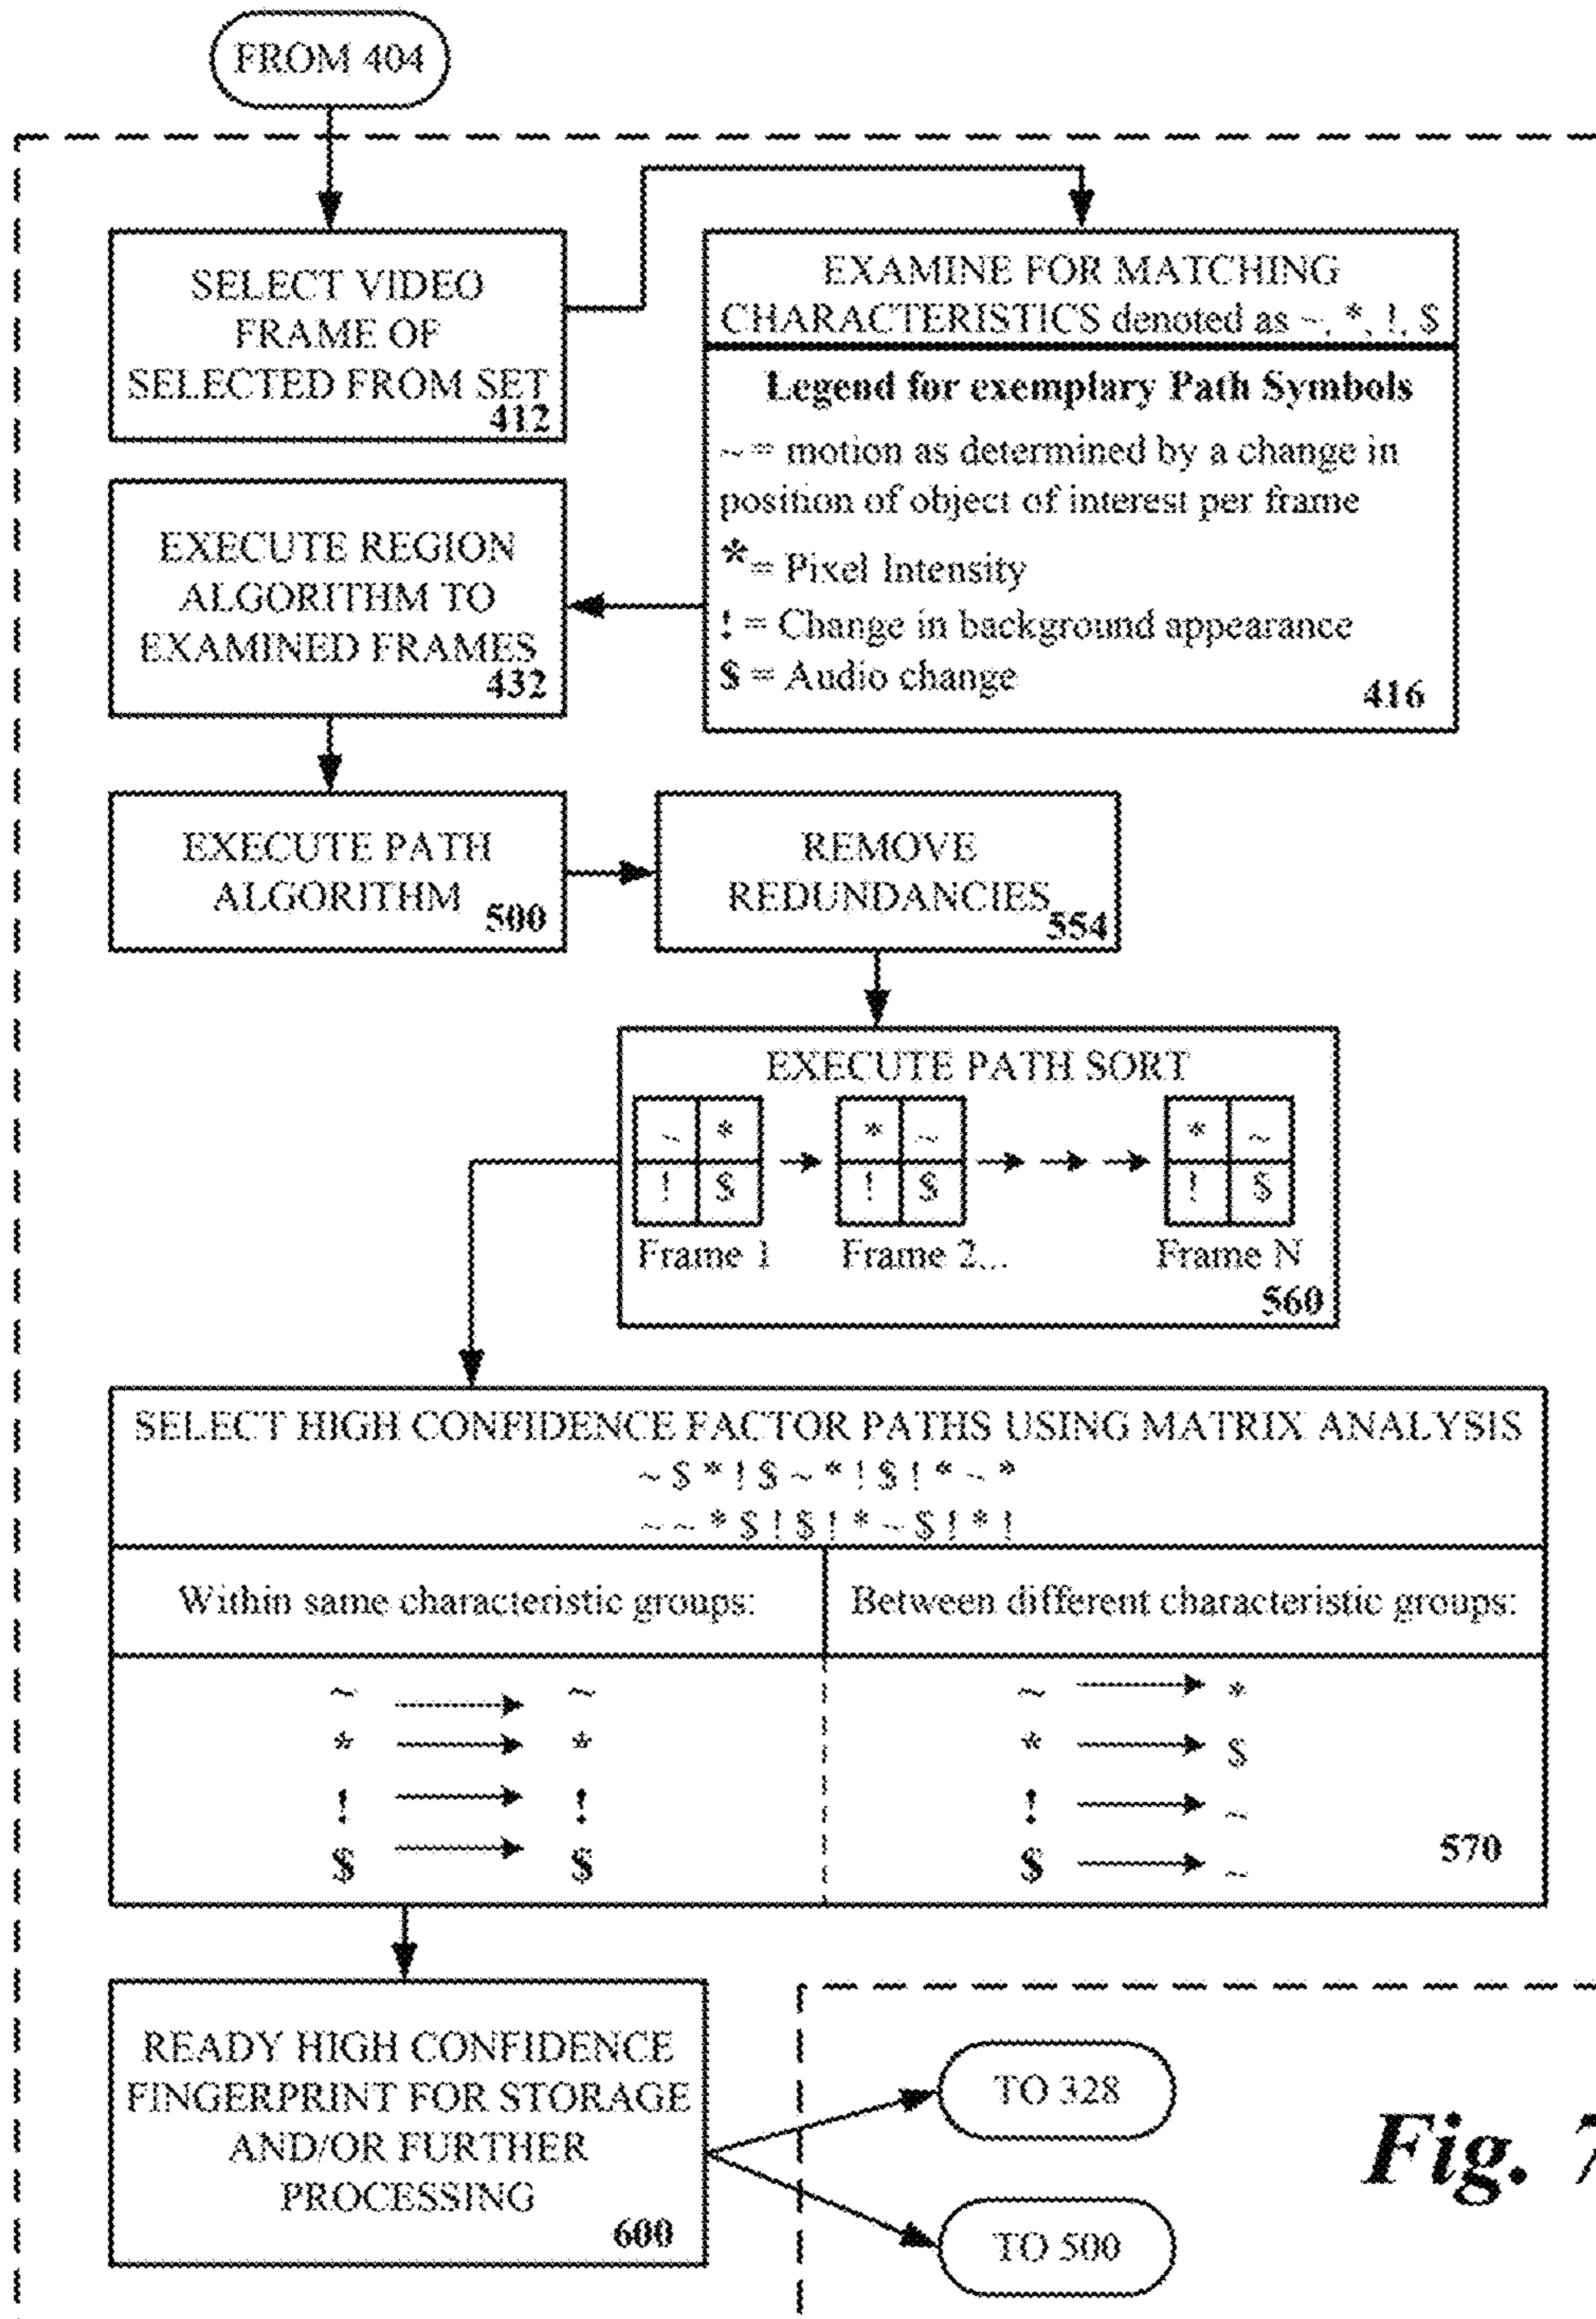 FROM 404
SELECT VIDEO
FRAME OF
SELECTED FROM SET
412
EXAMINE FOR MATCHING
CHARACTERISTICS denoted as ~, *, !, $
Legend for exemplary Path Symbols
~ = motion as determined by a change in
position of object of interest per frame
* = Pixel Intensity
! = Change in background appearance
$ = Audio change
416
EXECUTE REGION
ALGORITHM TO
EXAMINED FRAMES
432
EXECUTE PATH
ALGORITHM
500
REMOVE
REDUNDANCIES
554
EXECUTE PATH SORT
~ * * ~ * ~
! $ ! $ ! $
Frame 1 Frame 2... Frame N
560
SELECT HIGH CONFIDENCE FACTOR PATHS USING MATRIX ANALYSIS
~ $ * ! $ ~ * ! $ ! * ~ *
~ ~ * $ ! $ ! * ~ $ ! * !
Within same characteristic groups: Between different characteristic groups:
~ ~ ~ *
* * * $
! ! ! ~
$ $ $ ~
570
READY HIGH CONFIDENCE
FINGERPRINT FOR STORAGE
AND/OR FURTHER
PROCESSING
600
TO 328
TO 500
Fig. 7